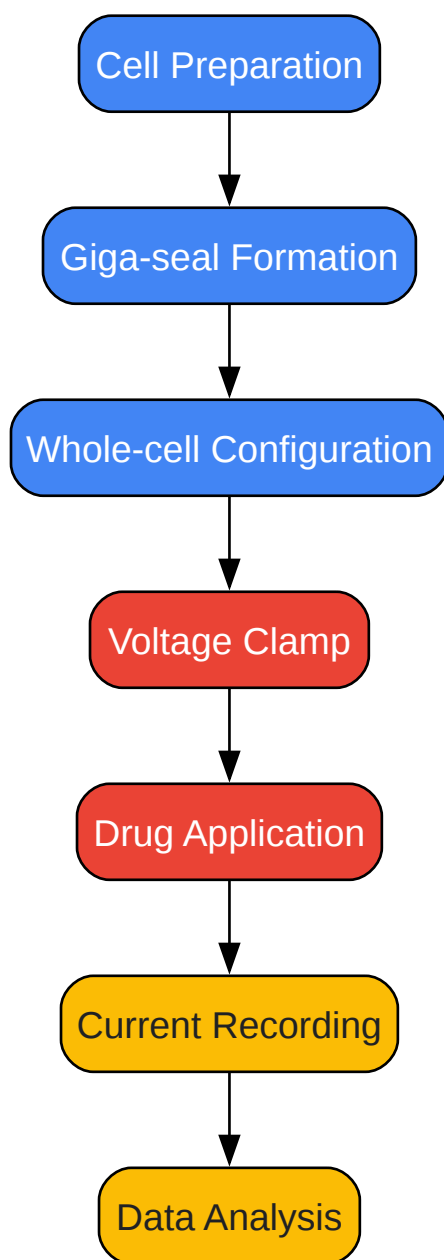 Cell Preparation
Giga-seal Formation
Whole-cell Configuration
Voltage Clamp
Drug Application
Current Recording
Data Analysis